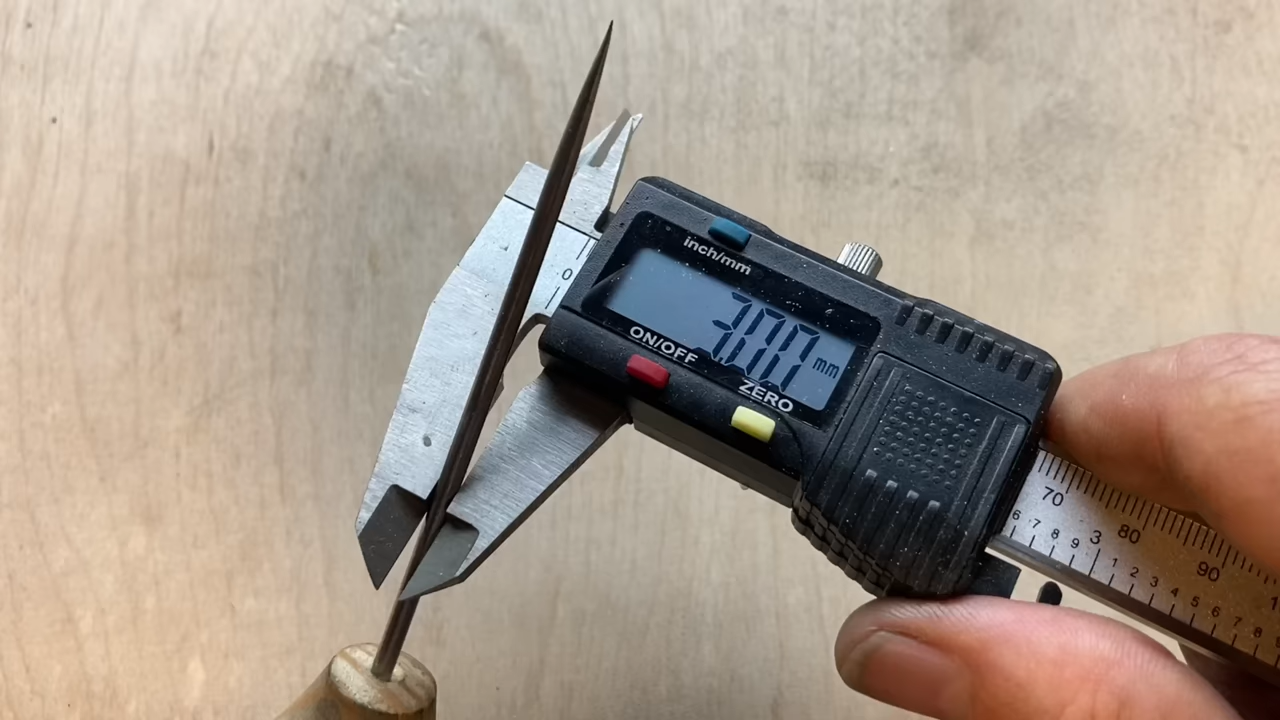 inch/mm
0
3.00 mm
ON/OFF
ZERO
70 80 90
6 7 8 9 3 1 2 3 4 5 6 7 8